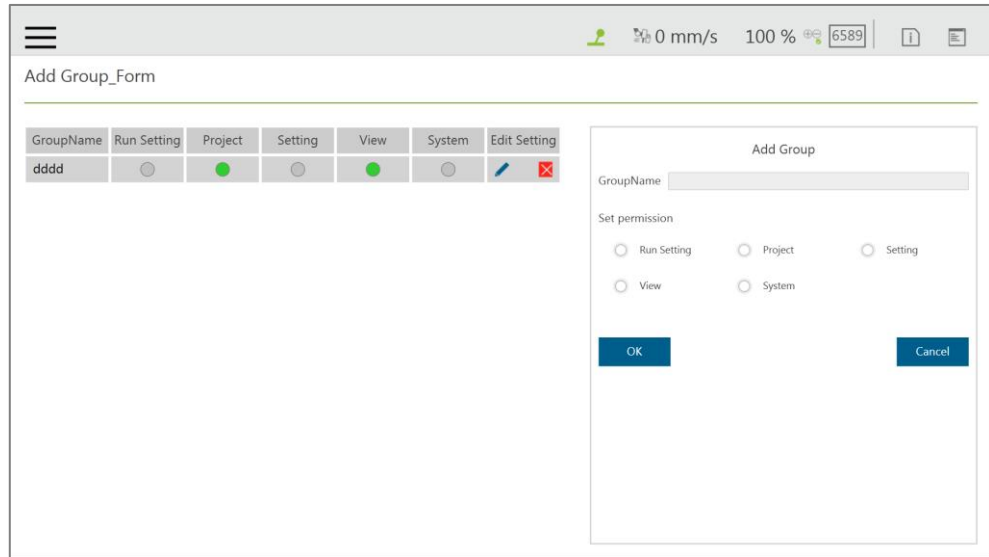 0 mm/s 100 % 6589
Add Group_Form
GroupName Run Setting Project Setting View System Edit Setting
dddd
Add Group
GroupName
Set permission
Run Setting Project Setting
View System
OK Cancel